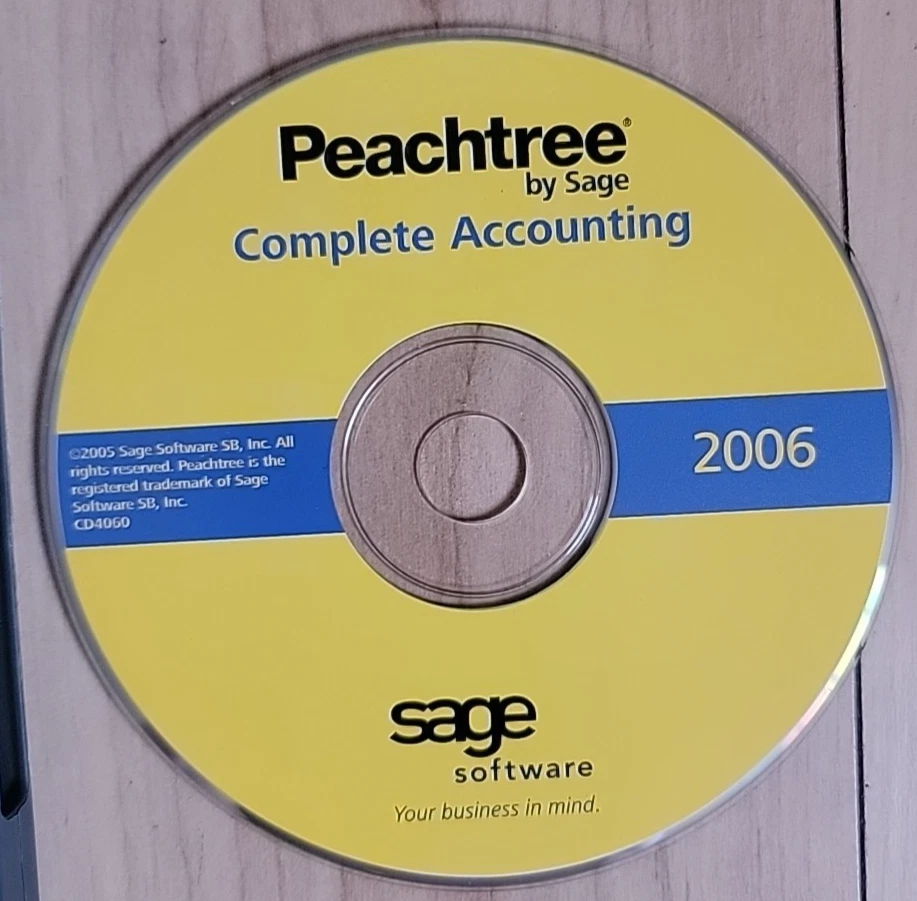 Peachtree®
by Sage
Complete Accounting
©2005 Sage Software SB, Inc. All
rights reserved. Peachtree is the
registered trademark of Sage
Software SB, Inc.
CD4060
2006
sage
software
Your business in mind.